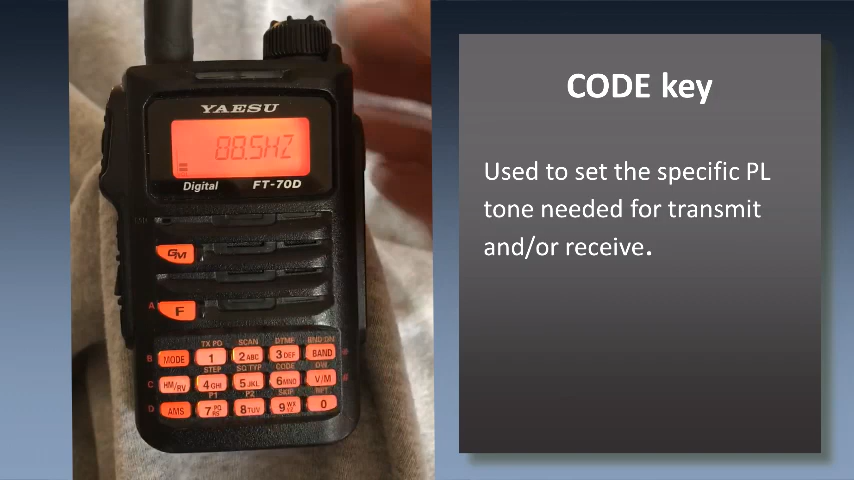 YAESU
88.5HZ
Digital FT-70D
GM
A F
TX PO SCAN DTMF
B MODE 1 2ABC 3DEF BAND
STEP SQ TYP CODE DW
C HM/RV 4GHI 5JKL 6MNO V/M
P1 P2 SKIP RPT
D AMS 7PQRS 8TUV 9WXYZ 0
CODE key
Used to set the specific PL
tone needed for transmit
and/or receive.